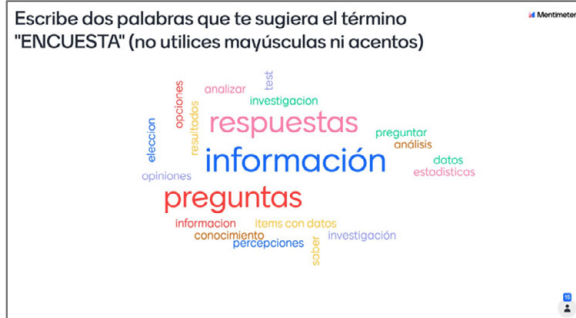 Escribe dos palabras que te sugiera el término
"ENCUESTA" (no utilices mayúsculas ni acentos)
Mentimeter
test
analizar
opciones
investigacion
resultados
respuestas
eleccion
preguntar
análisis
información
datos
estadisticas
opiniones
preguntas
informacion
items con datos
conocimiento
investigación
percepciones
saber
15